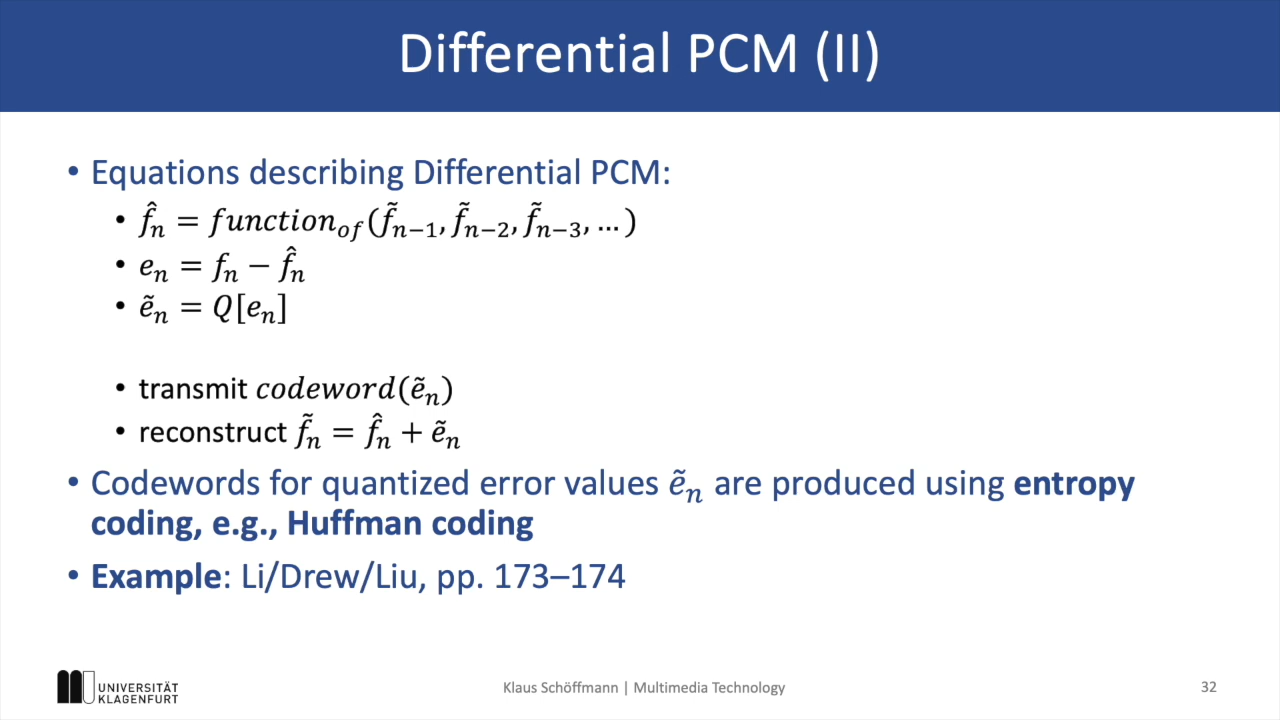 Differential PCM (II)
• Equations describing Differential PCM:
• f̂ₙ = function_of(f̃ₙ₋₁, f̃ₙ₋₂, f̃ₙ₋₃, …)
• eₙ = fₙ − f̂ₙ
• ẽₙ = Q[eₙ]
• transmit codeword(ẽₙ)
• reconstruct f̃ₙ = f̂ₙ + ẽₙ
• Codewords for quantized error values ẽₙ are produced using entropy
coding, e.g., Huffman coding
• Example: Li/Drew/Liu, pp. 173–174
UNIVERSITÄT
KLAGENFURT
Klaus Schöffmann | Multimedia Technology
32